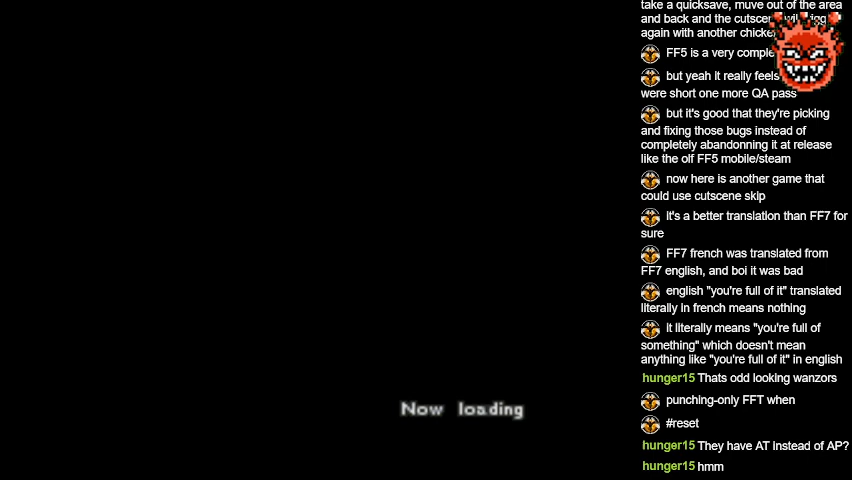 take a quicksave, muve out of the area
and back and the cutscene will
again with another chicke
FF5 is a very comple
but yeah it really feels
were short one more QA pass
but it's good that they're picking
and fixing those bugs instead of
completely abandonning it at release
like the olf FF5 mobile/steam
now here is another game that
could use cutscene skip
it's a better translation than FF7 for
sure
FF7 french was translated from
FF7 english, and boi it was bad
english "you're full of it" translated
literally in french means nothing
it literally means "you're full of
something" which doesn't mean
anything like "you're full of it" in english
hunger15 Thats odd looking wanzors
punching-only FFT when
#reset
Now loading
hunger15 They have AT instead of AP?
hunger15 hmm